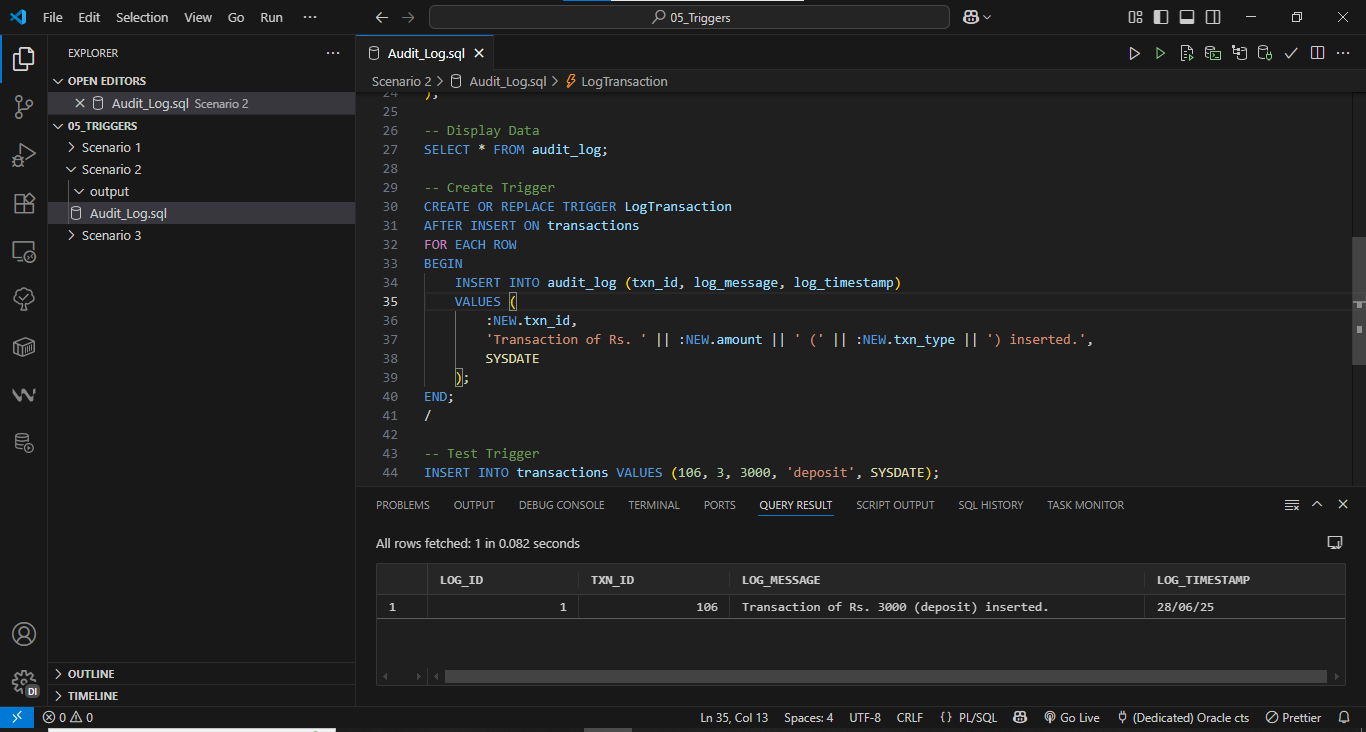 File Edit Selection View Go Run ··· 05_Triggers
EXPLORER ···
OPEN EDITORS
Audit_Log.sql Scenario 2
05_TRIGGERS
Scenario 1
Scenario 2
output
Audit_Log.sql
Scenario 3
OUTLINE
TIMELINE
Audit_Log.sql
Scenario 2 > Audit_Log.sql > LogTransaction
24 );
25
26 -- Display Data
27 SELECT * FROM audit_log;
28
29 -- Create Trigger
30 CREATE OR REPLACE TRIGGER LogTransaction
31 AFTER INSERT ON transactions
32 FOR EACH ROW
33 BEGIN
34     INSERT INTO audit_log (txn_id, log_message, log_timestamp)
35     VALUES (
36         :NEW.txn_id,
37         'Transaction of Rs. ' || :NEW.amount || ' (' || :NEW.txn_type || ') inserted.',
38         SYSDATE
39     );
40 END;
41 /
42
43 -- Test Trigger
44 INSERT INTO transactions VALUES (106, 3, 3000, 'deposit', SYSDATE);
PROBLEMS OUTPUT DEBUG CONSOLE TERMINAL PORTS QUERY RESULT SCRIPT OUTPUT SQL HISTORY TASK MONITOR
All rows fetched: 1 in 0.082 seconds
LOG_ID TXN_ID LOG_MESSAGE LOG_TIMESTAMP
1 1 106 Transaction of Rs. 3000 (deposit) inserted. 28/06/25
DI
0 0 Ln 35, Col 13 Spaces: 4 UTF-8 CRLF {} PL/SQL Go Live (Dedicated) Oracle cts Prettier